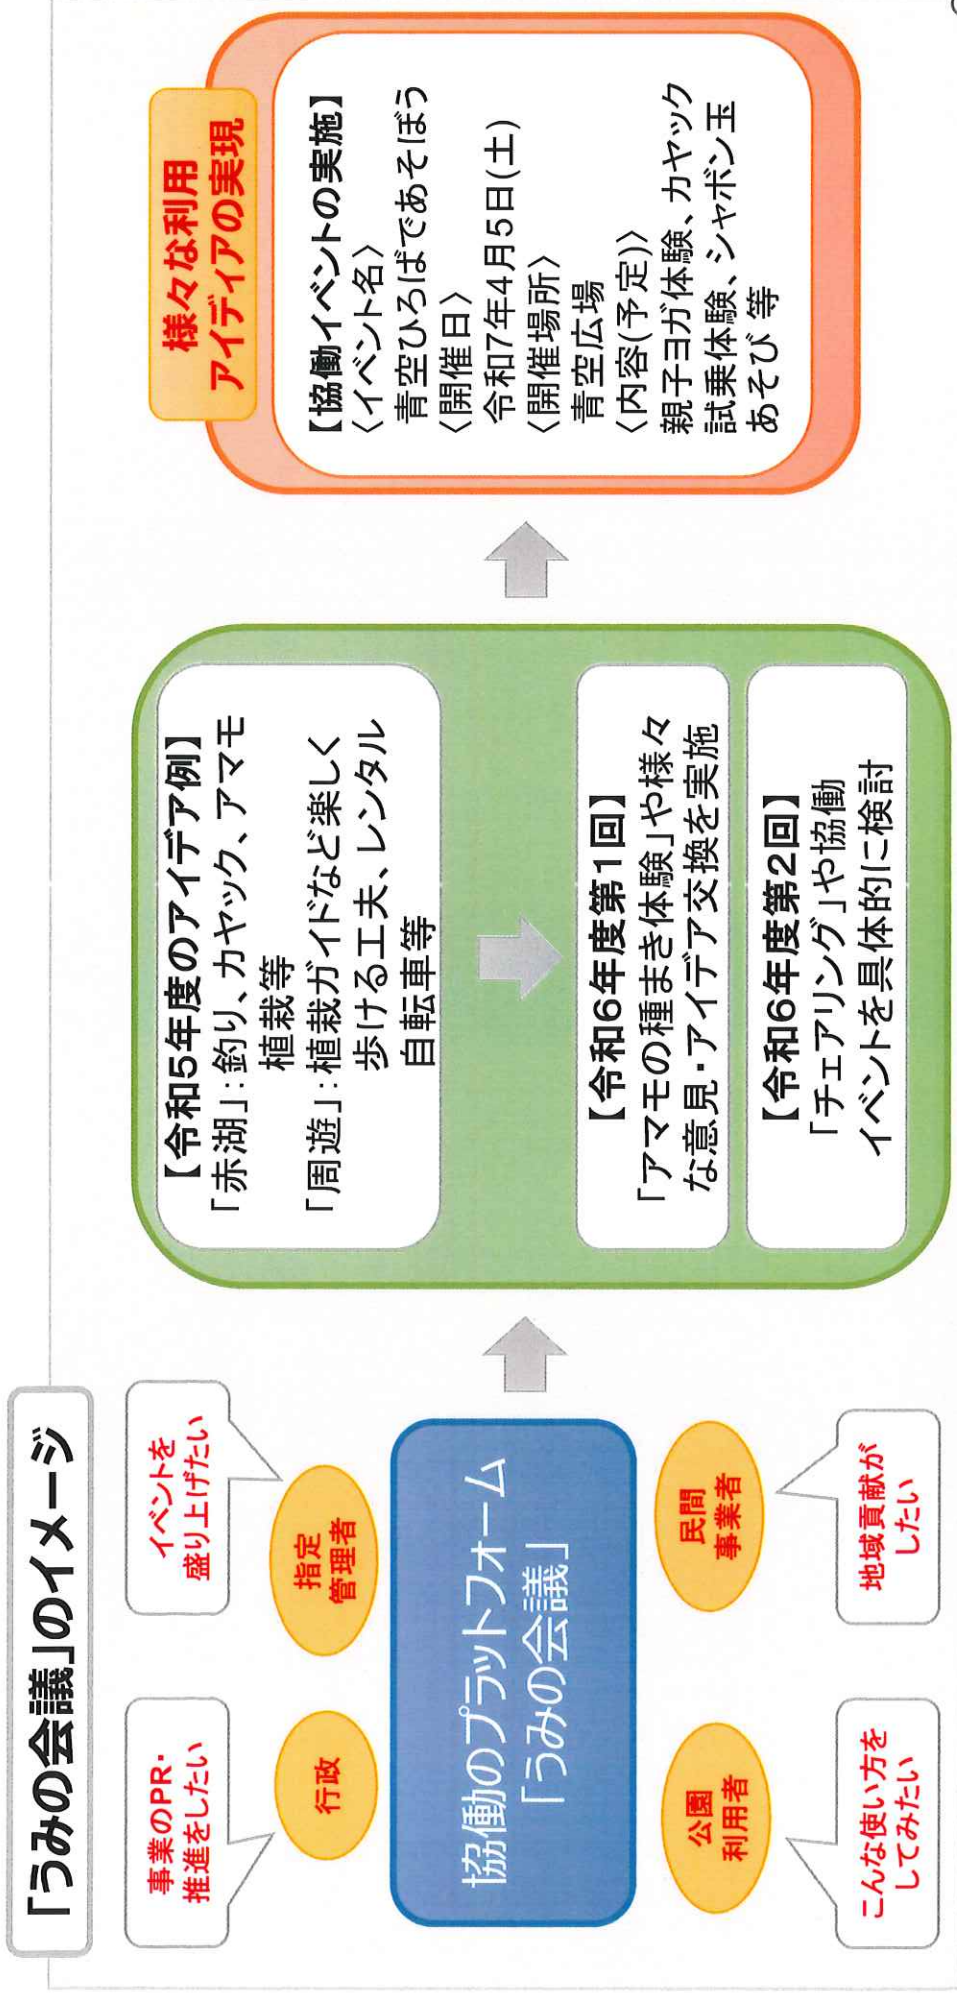 「うみの会議」のイメージ
事業のPR・
推進をしたい
イベントを
盛り上げたい
行政
指定
管理者
協働のプラットフォーム
「うみの会議」
公園
利用者
民間
事業者
こんな使い方を
してみたい
地域貢献が
したい
【令和5年度のアイデア例】
「赤湖」:釣り、カヤック、アマモ
植栽等
「周遊」:植栽ガイドなど楽しく
歩ける工夫、レンタル
自転車等
【令和6年度第1回】
「アマモの種まき体験」や様々
な意見・アイデア交換を実施
【令和6年度第2回】
「チェアリング」や協働
イベントを具体的に検討
様々な利用
アイディアの実現
【協働イベントの実施】
〈イベント名〉
青空ひろばであそぼう
〈開催日〉
令和7年4月5日(土)
〈開催場所〉
青空広場
〈内容(予定)〉
親子ヨガ体験、カヤック
試乗体験、シャボン玉
あそび 等